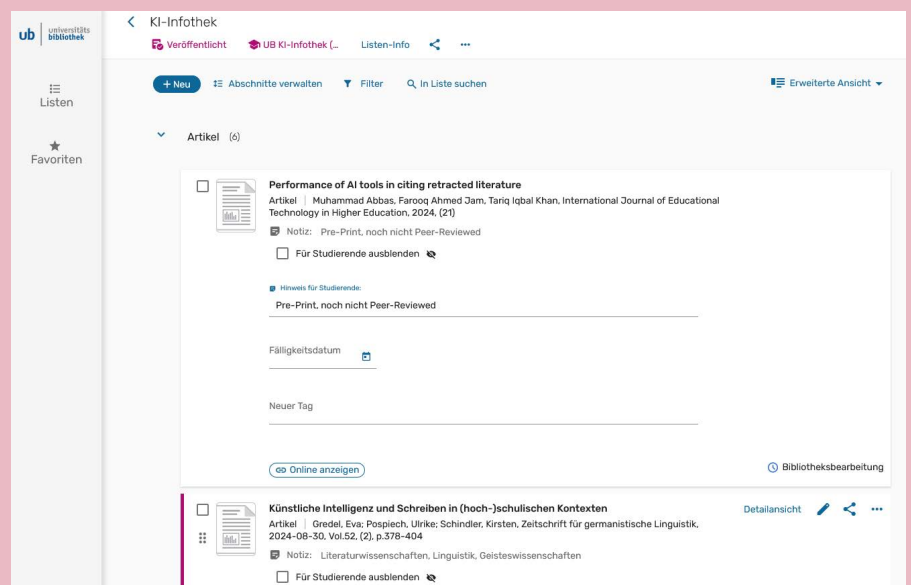 ub universitäts
bibliothek
KI-Infothek
Veröffentlicht UB KI-Infothek (... Listen-Info
+ Neu Abschnitte verwalten Filter In Liste suchen Erweiterte Ansicht
Listen
Favoriten
Artikel (6)
Performance of AI tools in citing retracted literature
Artikel | Muhammad Abbas, Farooq Ahmed Jam, Tariq Iqbal Khan, International Journal of Educational
Technology in Higher Education, 2024, (21)
Notiz: Pre-Print, noch nicht Peer-Reviewed
Für Studierende ausblenden
Hinweis für Studierende:
Pre-Print, noch nicht Peer-Reviewed
Fälligkeitsdatum
Neuer Tag
Online anzeigen Bibliotheksbearbeitung
Künstliche Intelligenz und Schreiben in (hoch-)schulischen Kontexten Detailansicht
Artikel | Gredel, Eva; Pospiech, Ulrike; Schindler, Kirsten, Zeitschrift für germanistische Linguistik,
2024-08-30, Vol.52, (2), p.378-404
Notiz: Literaturwissenschaften, Linguistik, Geisteswissenschaften
Für Studierende ausblenden